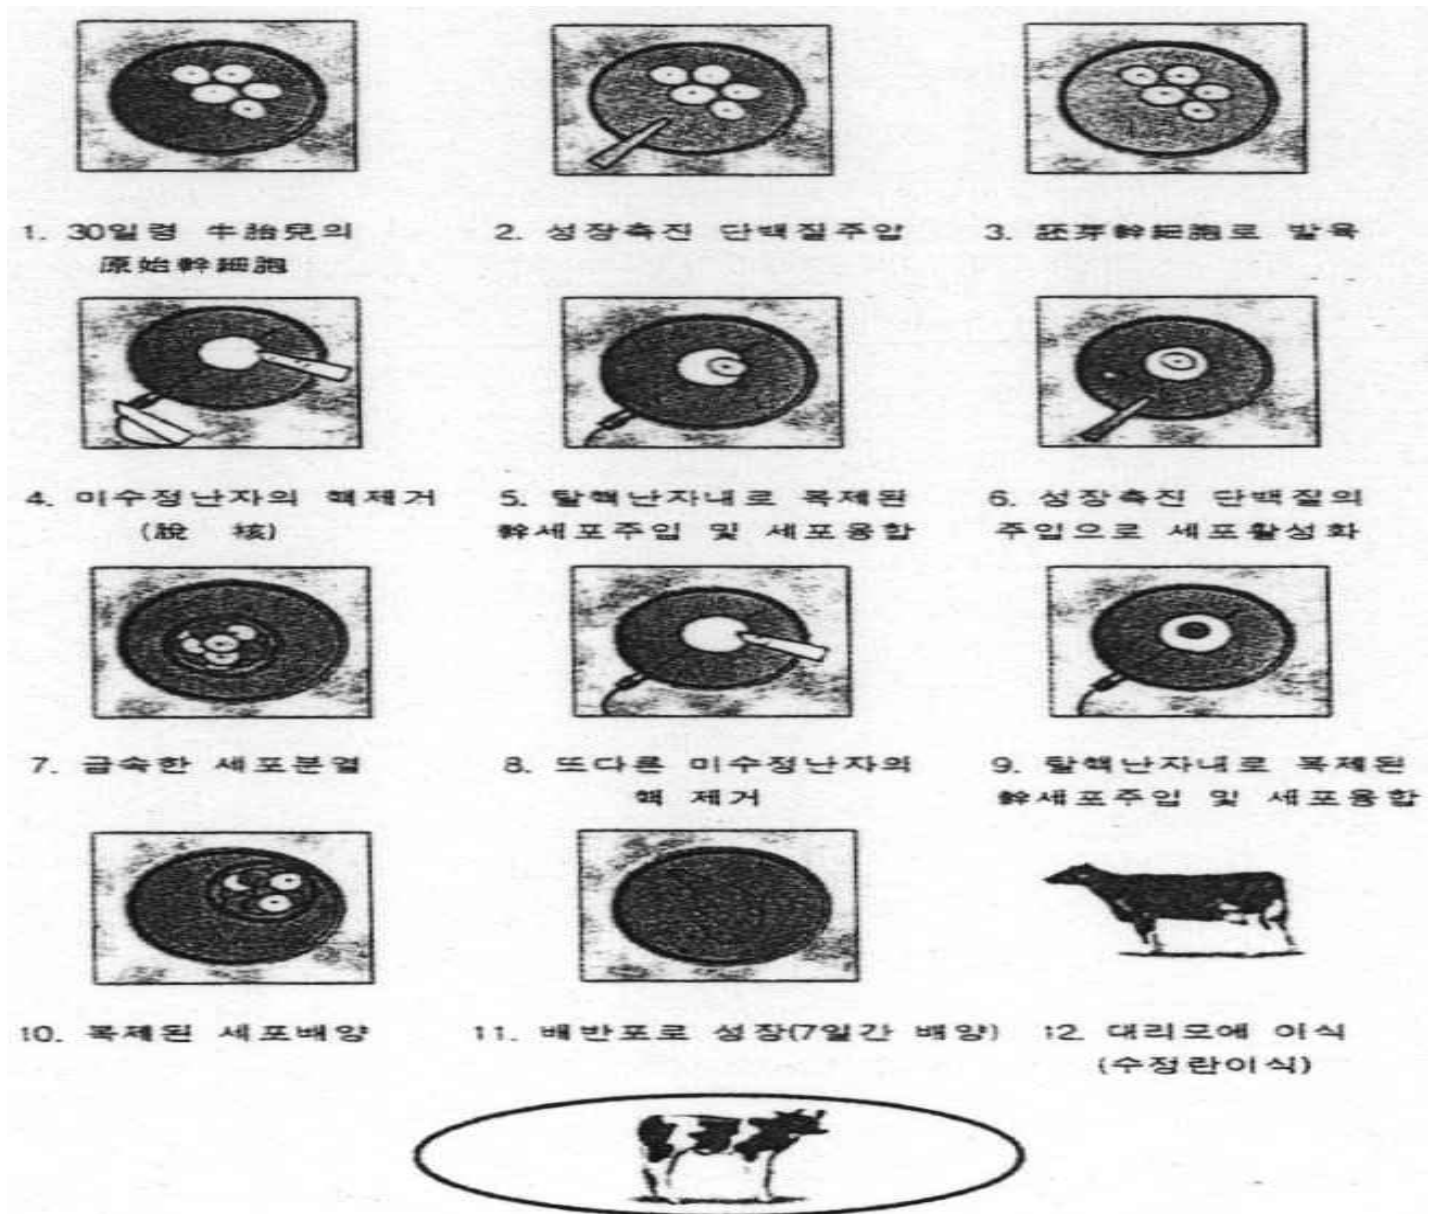 1. 30일령 牛胎兒의
原始幹細胞
2. 성장촉진 단백질주입
3. 胚芽幹細胞로 발육
4. 미수정난자의 핵제거
(脫 核)
5. 탈핵난자내로 복제된
幹세포주입 및 세포융합
6. 성장촉진 단백질의
주입으로 세포활성화
7. 급속한 세포분열
8. 또다른 미수정난자의
핵 제거
9. 탈핵난자내로 복제된
幹세포주입 및 세포융합
10. 복제된 세포배양
11. 배반포로 성장(7일간 배양)
12. 대리모에 이식
(수정란이식)